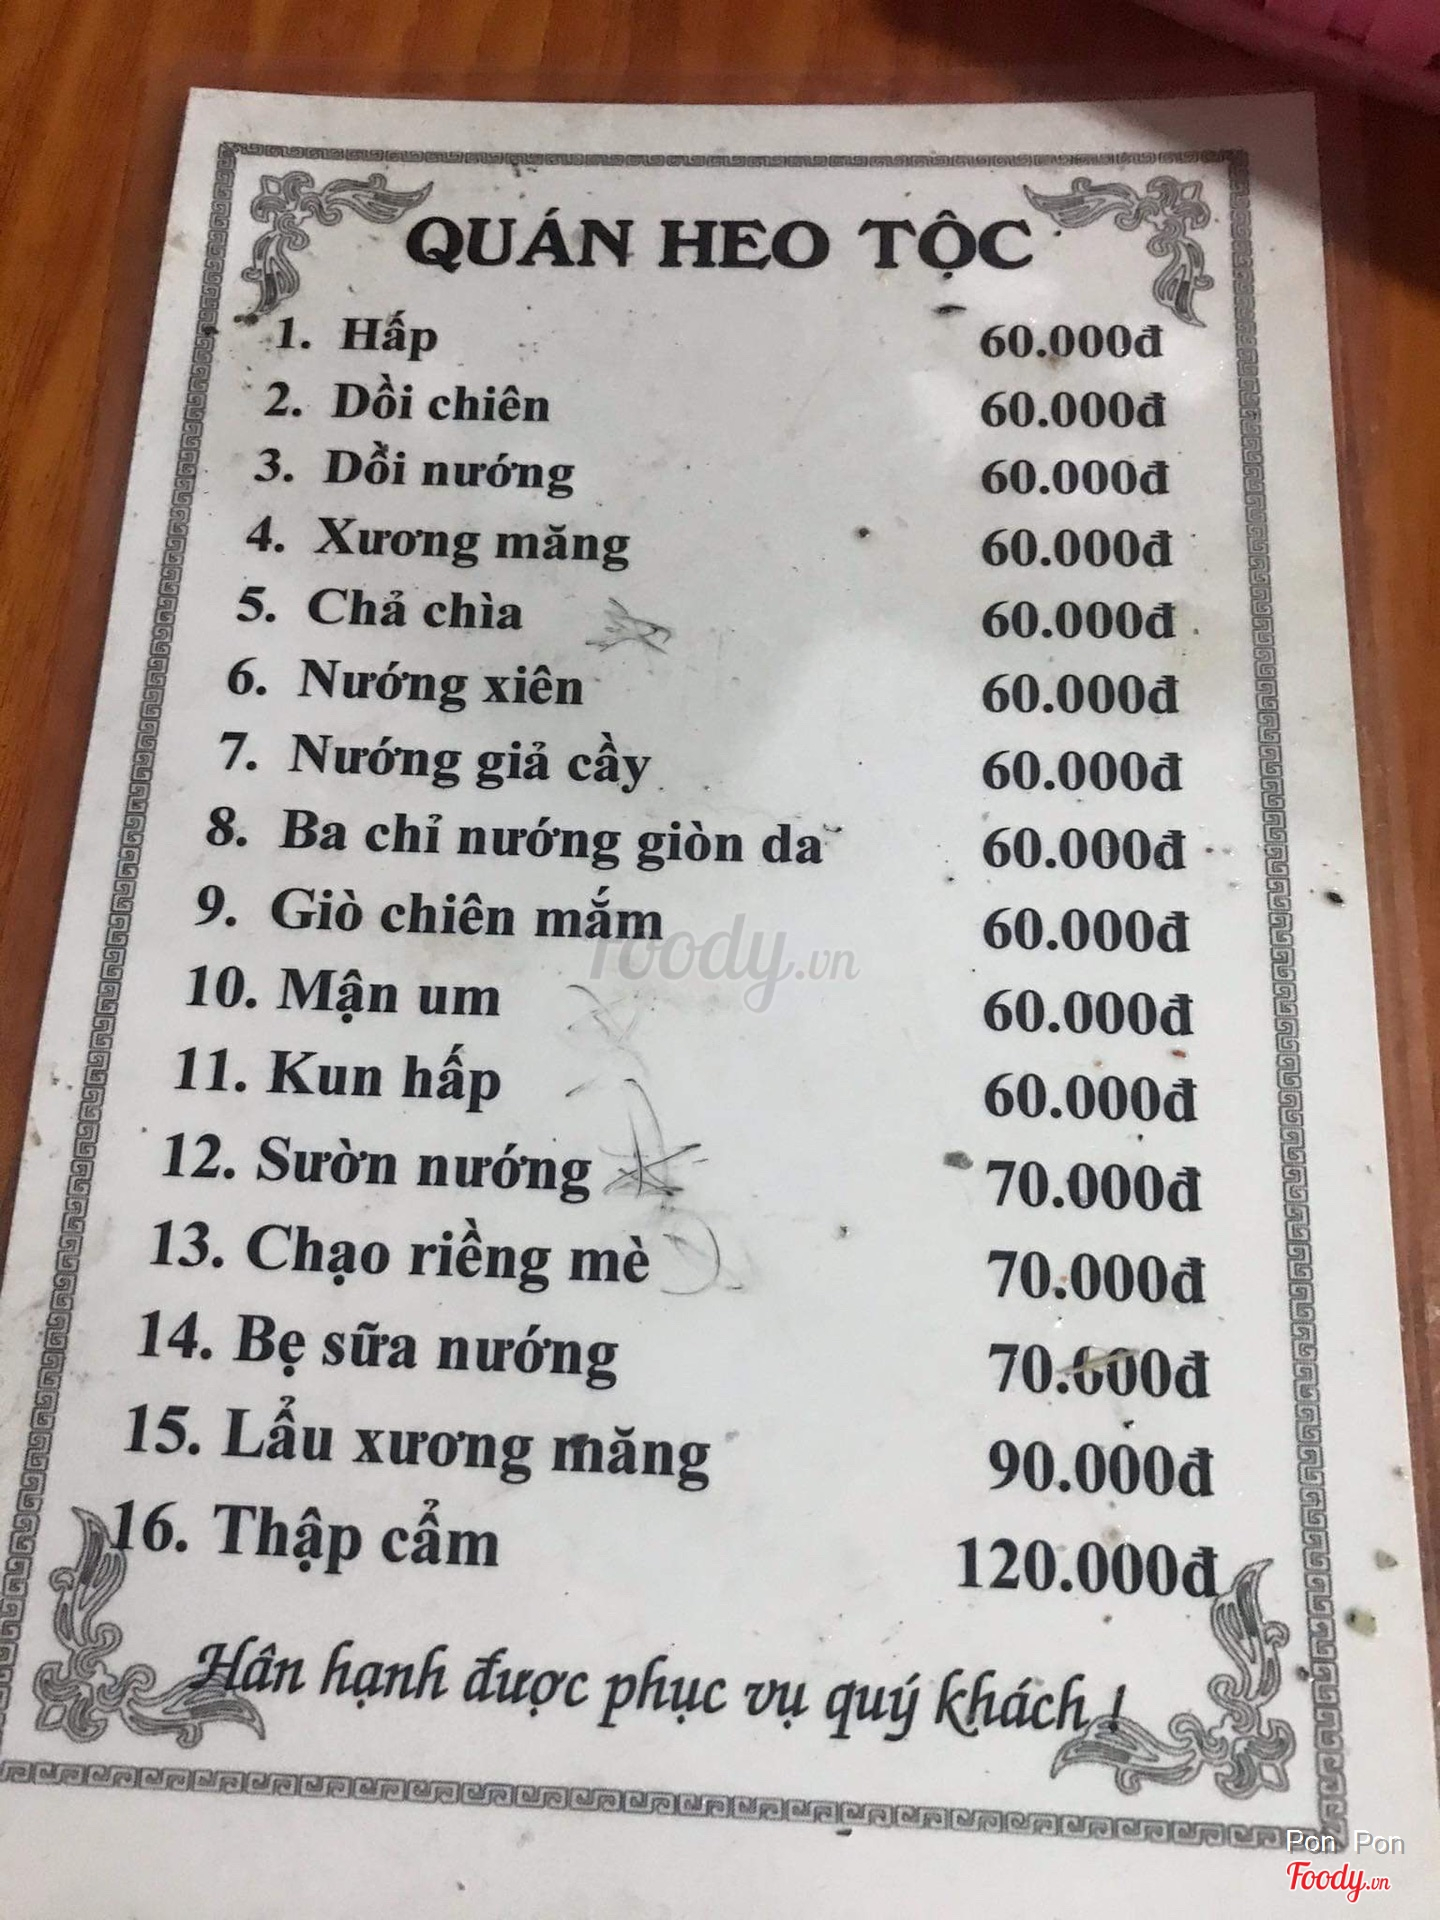 QUÁN HEO TỘC
1. Hấp 60.000đ
2. Dồi chiên 60.000đ
3. Dồi nướng 60.000đ
4. Xương măng 60.000đ
5. Chả chìa 60.000đ
6. Nướng xiên 60.000đ
7. Nướng giả cầy 60.000đ
8. Ba chỉ nướng giòn da 60.000đ
9. Giò chiên mắm 60.000đ
10. Mận um 60.000đ
11. Kun hấp 60.000đ
12. Sườn nướng 70.000đ
13. Chạo riềng mè 70.000đ
14. Bẹ sữa nướng 70.000đ
15. Lẩu xương măng 90.000đ
16. Thập cẩm 120.000đ
Hân hạnh được phục vụ quý khách !
foody.vn
Pon Pon
Foody.vn